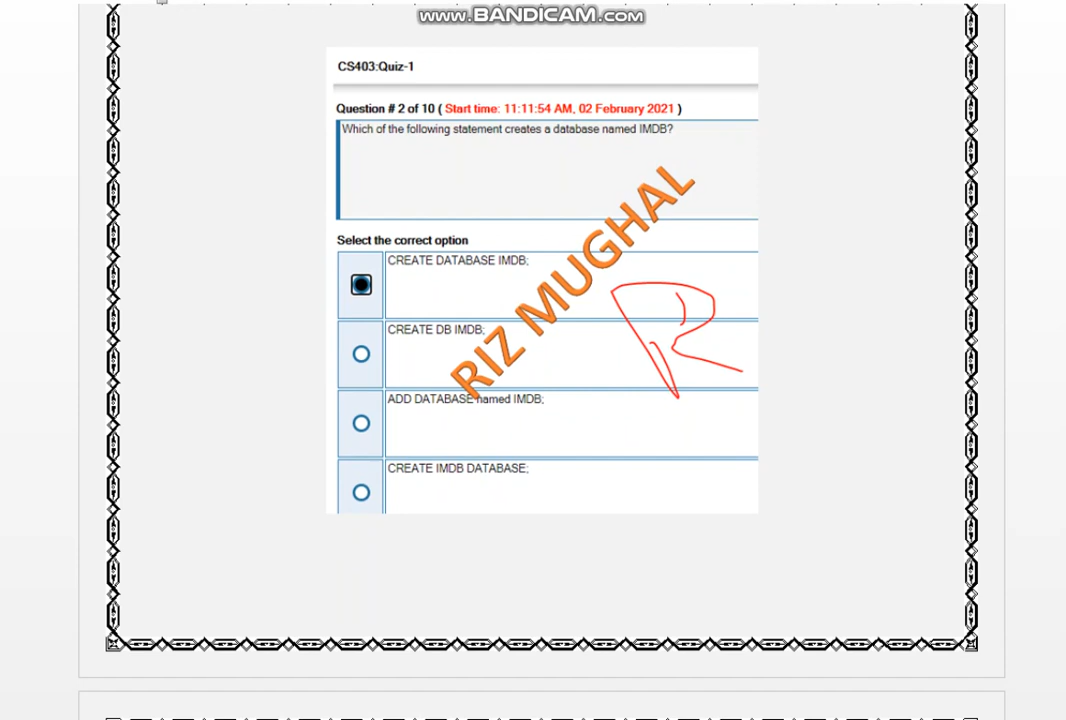 www.BANDICAM.com
CS403:Quiz-1
Question # 2 of 10 ( Start time: 11:11:54 AM, 02 February 2021 )
Which of the following statement creates a database named IMDB?
Select the correct option
CREATE DATABASE IMDB;
CREATE DB IMDB;
ADD DATABASE named IMDB;
CREATE IMDB DATABASE;
RIZ MUGHAL
R